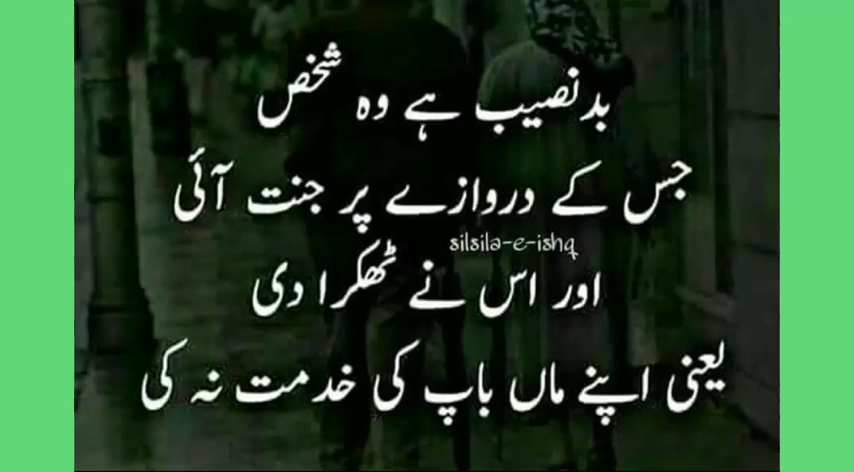 بدنصیب ہے وہ شخص
جس کے دروازے پر جنت آئی
silsila-e-ishq
اور اس نے ٹھکرا دی
یعنی اپنے ماں باپ کی خدمت نہ کی